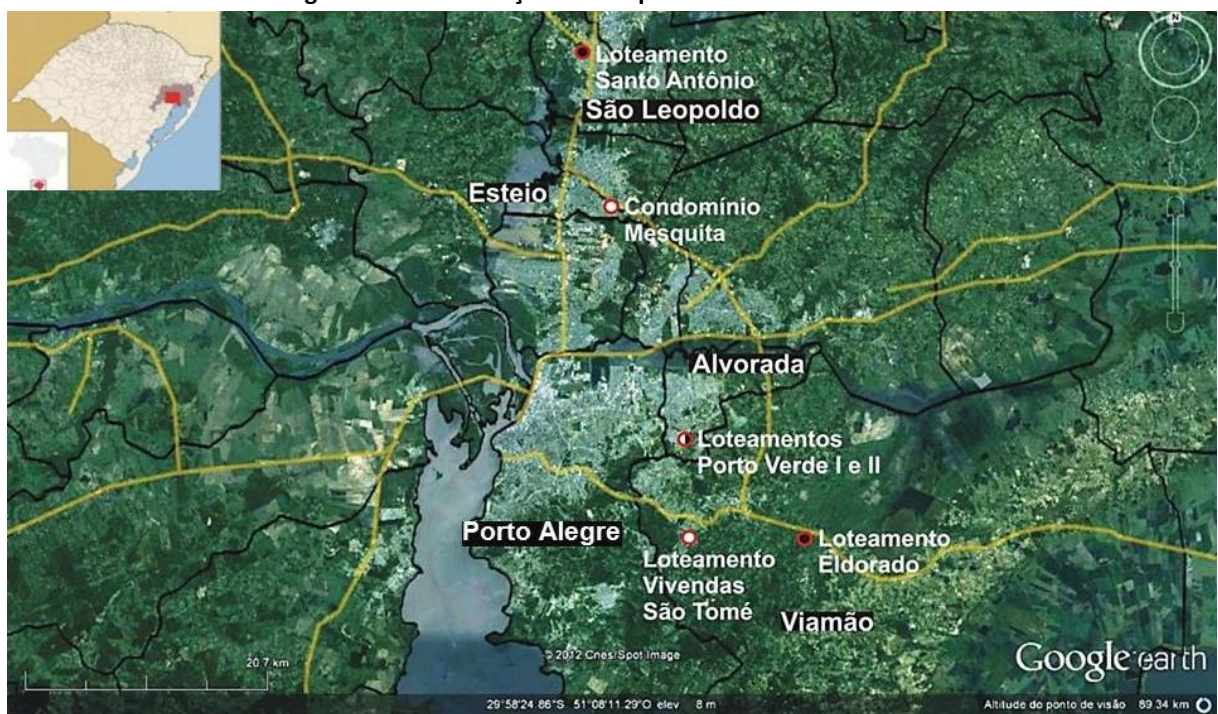 N
Loteamento
Santo Antônio
São Leopoldo
Esteio
Condomínio
Mesquita
Alvorada
Loteamentos
Porto Verde I e II
Porto Alegre
Loteamento
Vivendas
São Tomé
Loteamento
Eldorado
Viamão
20.7 km
© 2012 Cnes/Spot Image
Google earth
29°58'24.86"S 51°08'11.29"O elev 8 m
Altitude do ponto de visão 89.34 km